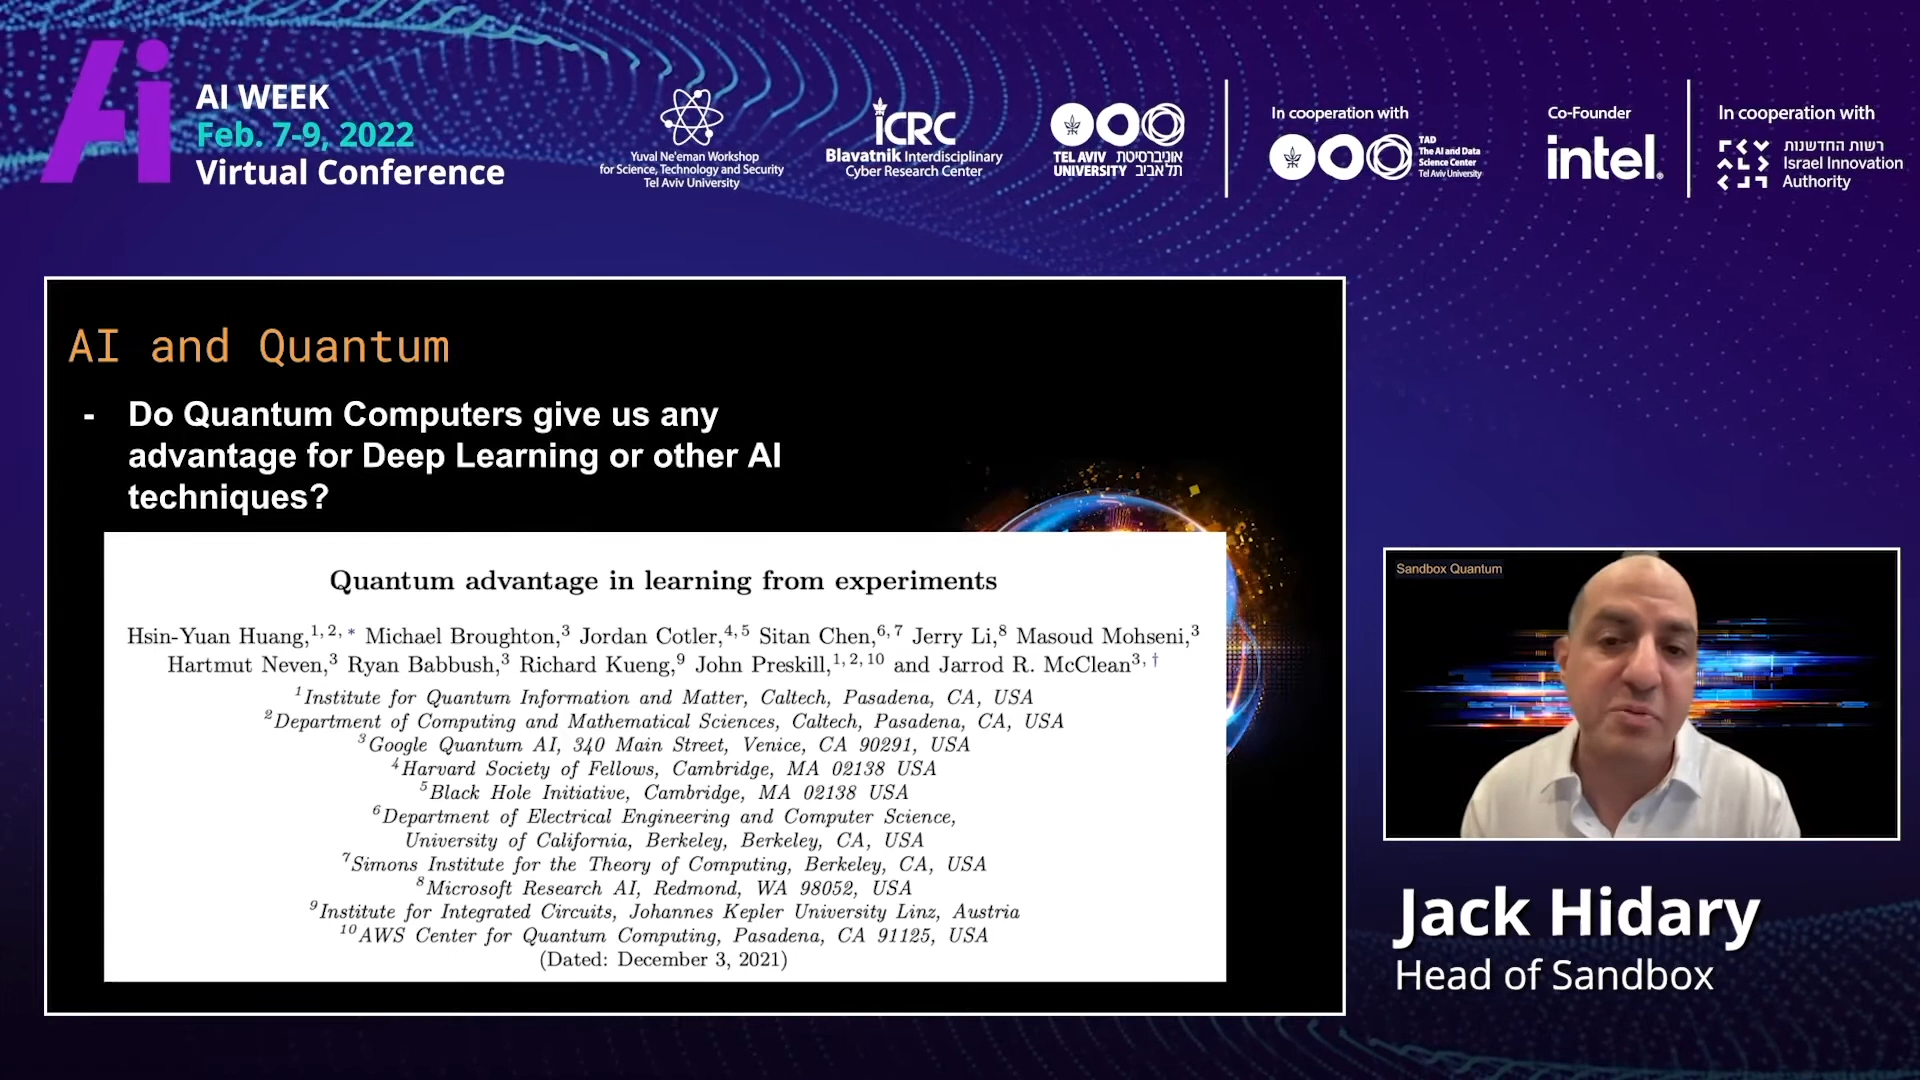 Ai
AI WEEK
Feb. 7-9, 2022
Virtual Conference
Yuval Ne'eman Workshop
for Science, Technology and Security
Tel Aviv University
iCRC
Blavatnik Interdisciplinary
Cyber Research Center
TEL AVIV אוניברסיטת
UNIVERSITY תל אביב
In cooperation with
TAD
The AI and Data
Science Center
Tel Aviv University
Co-Founder
intel.
In cooperation with
רשות החדשנות
Israel Innovation
Authority
AI and Quantum
- Do Quantum Computers give us any
advantage for Deep Learning or other AI
techniques?
Quantum advantage in learning from experiments
Hsin-Yuan Huang,1, 2, * Michael Broughton,3 Jordan Cotler,4, 5 Sitan Chen,6, 7 Jerry Li,8 Masoud Mohseni,3
Hartmut Neven,3 Ryan Babbush,3 Richard Kueng,9 John Preskill,1, 2, 10 and Jarrod R. McClean3, †
1Institute for Quantum Information and Matter, Caltech, Pasadena, CA, USA
2Department of Computing and Mathematical Sciences, Caltech, Pasadena, CA, USA
3Google Quantum AI, 340 Main Street, Venice, CA 90291, USA
4Harvard Society of Fellows, Cambridge, MA 02138 USA
5Black Hole Initiative, Cambridge, MA 02138 USA
6Department of Electrical Engineering and Computer Science,
University of California, Berkeley, Berkeley, CA, USA
7Simons Institute for the Theory of Computing, Berkeley, CA, USA
8Microsoft Research AI, Redmond, WA 98052, USA
9Institute for Integrated Circuits, Johannes Kepler University Linz, Austria
10AWS Center for Quantum Computing, Pasadena, CA 91125, USA
(Dated: December 3, 2021)
Sandbox Quantum
Jack Hidary
Head of Sandbox